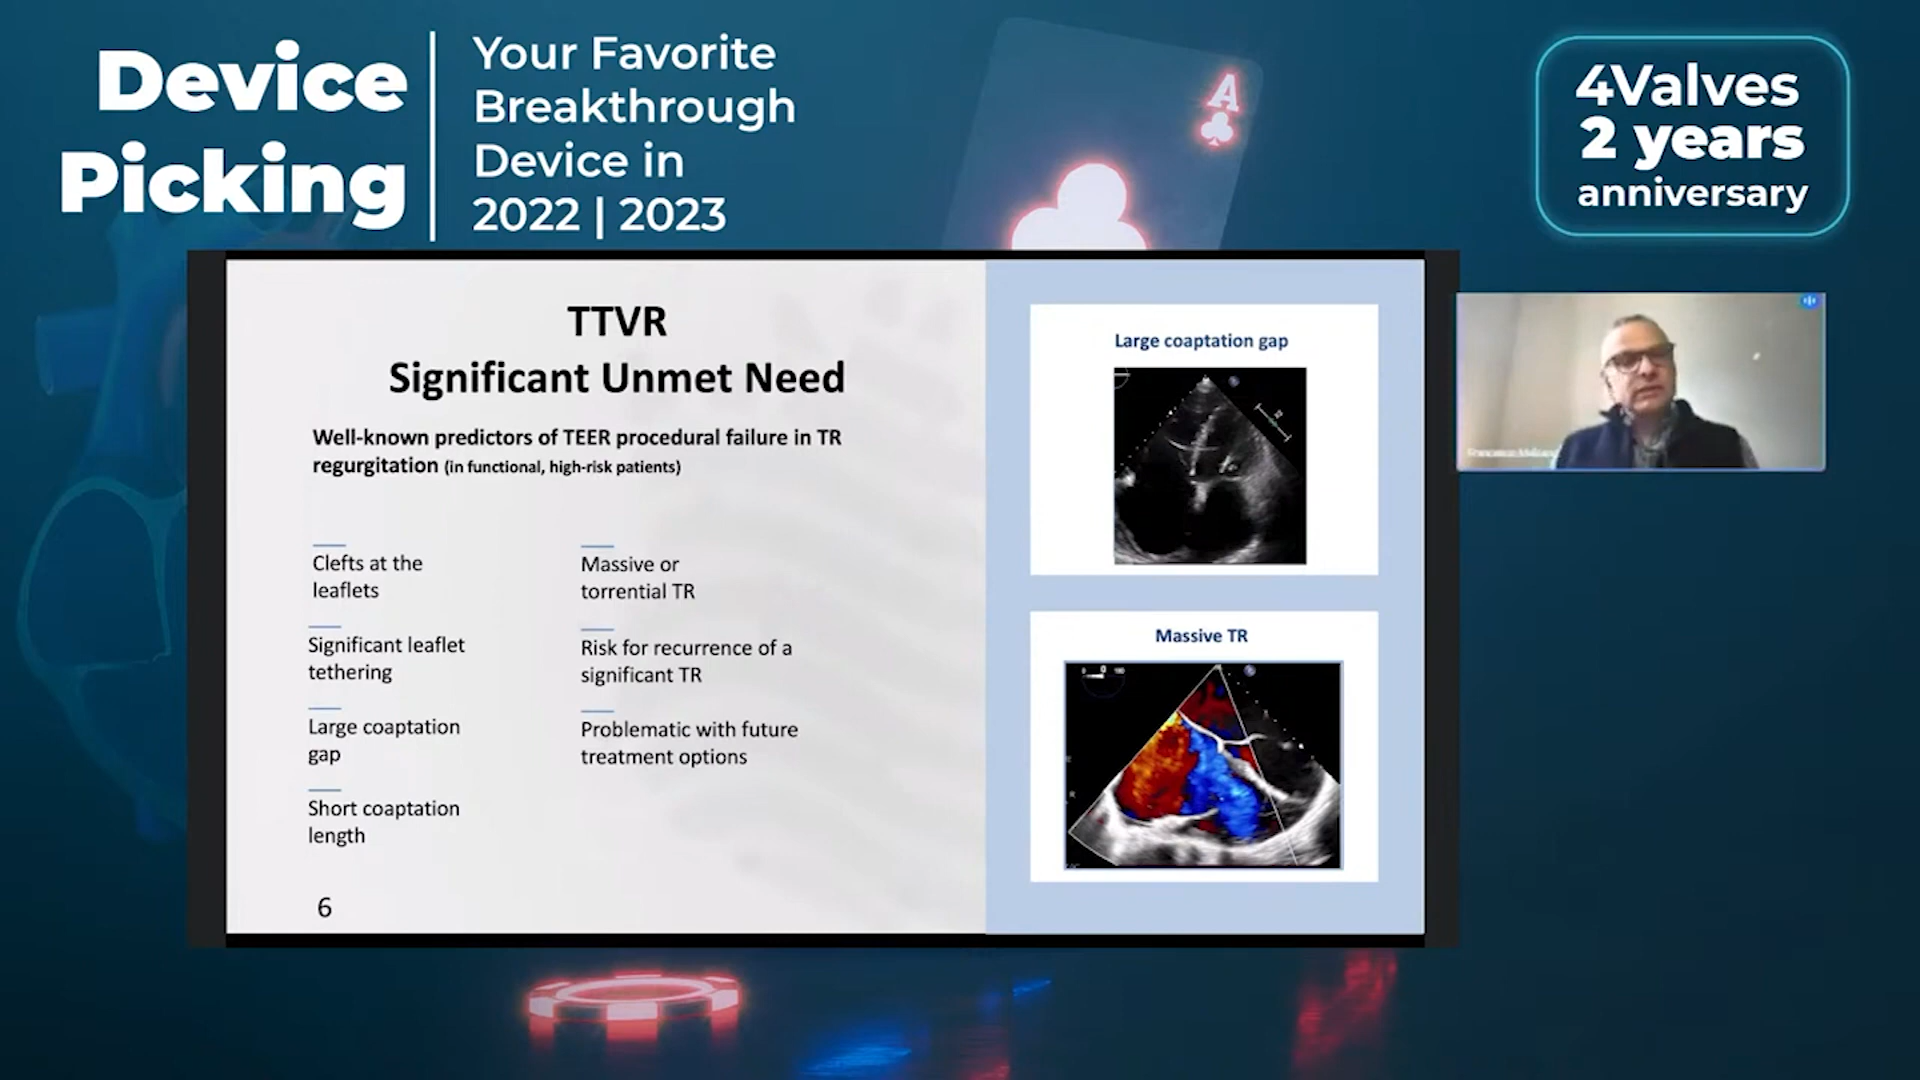 Device
Picking
Your Favorite
Breakthrough
Device in
2022 | 2023
A
4Valves
2 years
anniversary
TTVR
Significant Unmet Need
Well-known predictors of TEER procedural failure in TR
regurgitation (in functional, high-risk patients)
Clefts at the
leaflets
Significant leaflet
tethering
Large coaptation
gap
Short coaptation
length
Massive or
torrential TR
Risk for recurrence of a
significant TR
Problematic with future
treatment options
6
Large coaptation gap
Massive TR
0 0 180